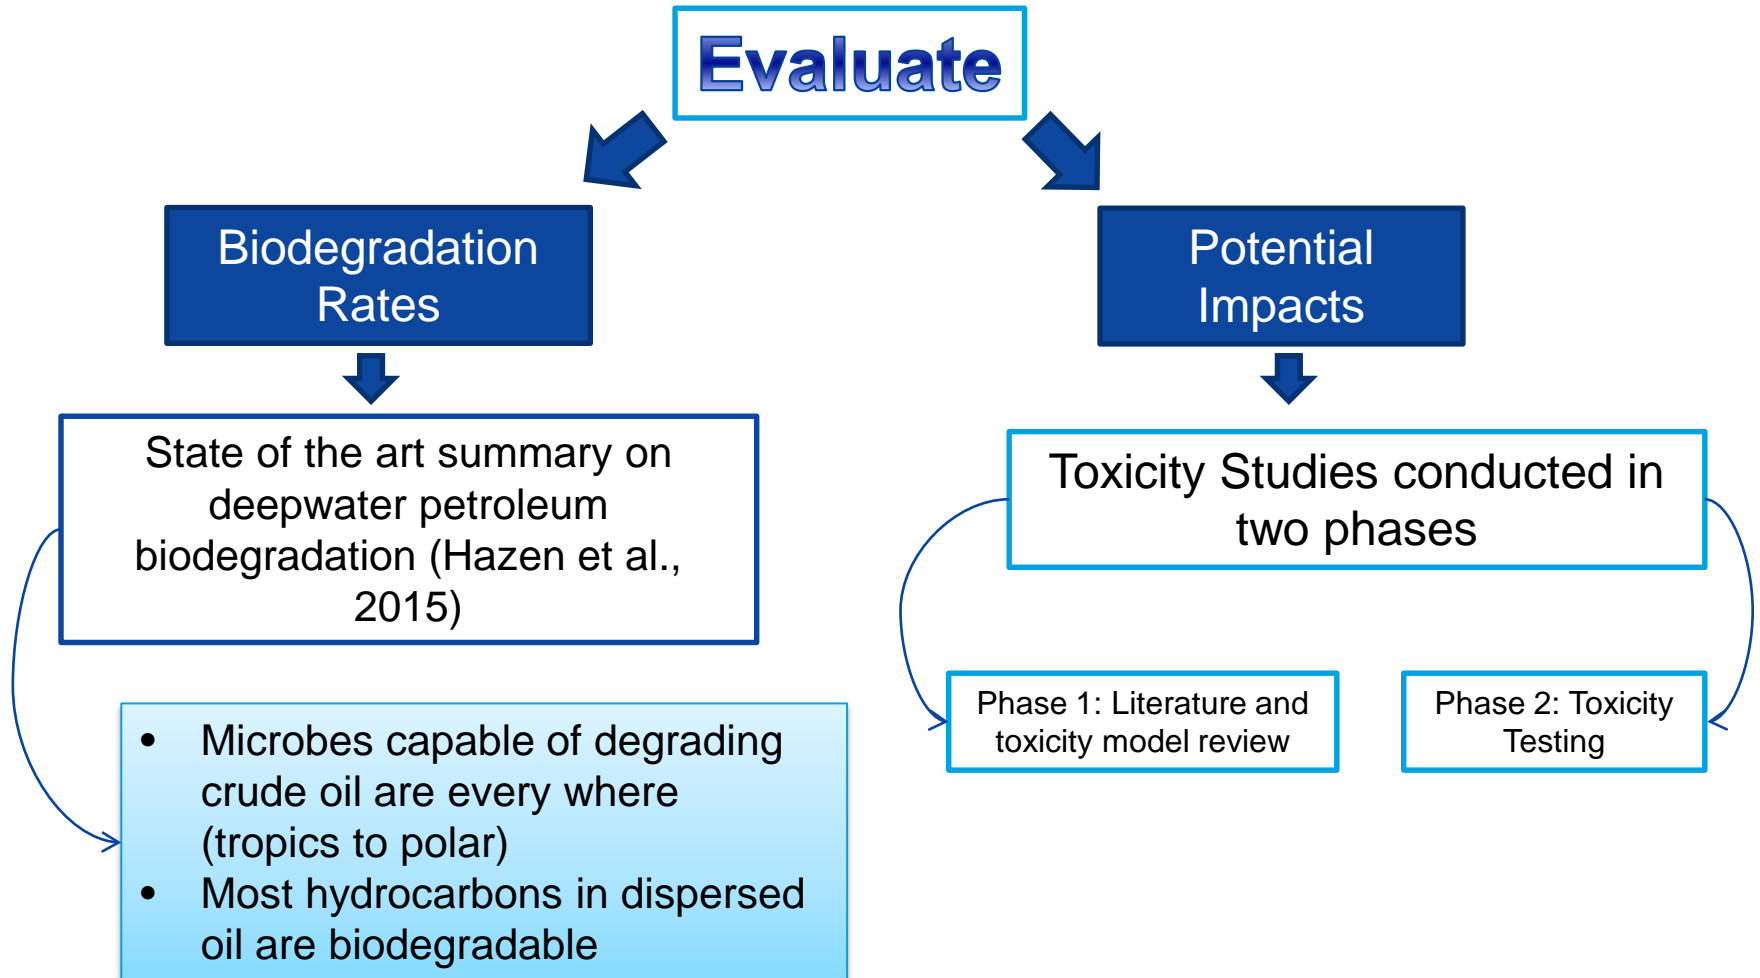 Evaluate
Biodegradation
Rates
Potential
Impacts
State of the art summary on
deepwater petroleum
biodegradation (Hazen et al.,
2015)
Toxicity Studies conducted in
two phases
Phase 1: Literature and
toxicity model review
Phase 2: Toxicity
Testing
• Microbes capable of degrading
crude oil are every where
(tropics to polar)
• Most hydrocarbons in dispersed
oil are biodegradable